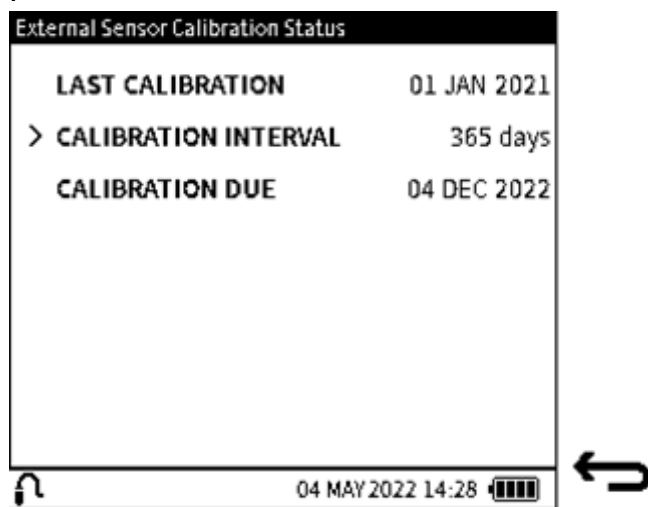 External Sensor Calibration Status
LAST CALIBRATION 01 JAN 2021
> CALIBRATION INTERVAL 365 days
CALIBRATION DUE 04 DEC 2022
04 MAY 2022 14:28